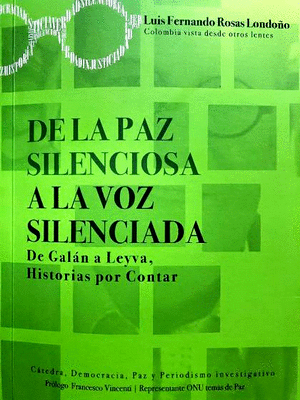 Luis Fernando Rosas Londoño
Colombia vista desde otros lentes
DE LA PAZ
SILENCIOSA
A LA VOZ
SILENCIADA
De Galán a Leyva,
Historias por Contar
Cátedra, Democracia, Paz y Periodismo investigativo
Prólogo Francesco Vincenti | Representante ONU temas de Paz